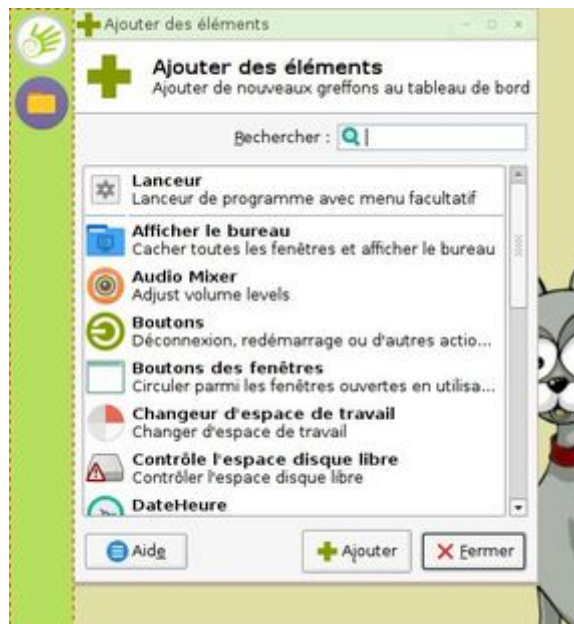 Ajouter des éléments
Ajouter des éléments
Ajouter de nouveaux greffons au tableau de bord
Rechercher :
Lanceur
Lanceur de programme avec menu facultatif
Afficher le bureau
Cacher toutes les fenêtres et afficher le bureau
Audio Mixer
Adjust volume levels
Boutons
Déconnexion, redémarrage ou d'autres actio...
Boutons des fenêtres
Circuler parmi les fenêtres ouvertes en utilisa...
Changeur d'espace de travail
Changer d'espace de travail
Contrôle l'espace disque libre
Contrôler l'espace disque libre
DateHeure
Aide
Ajouter
Fermer